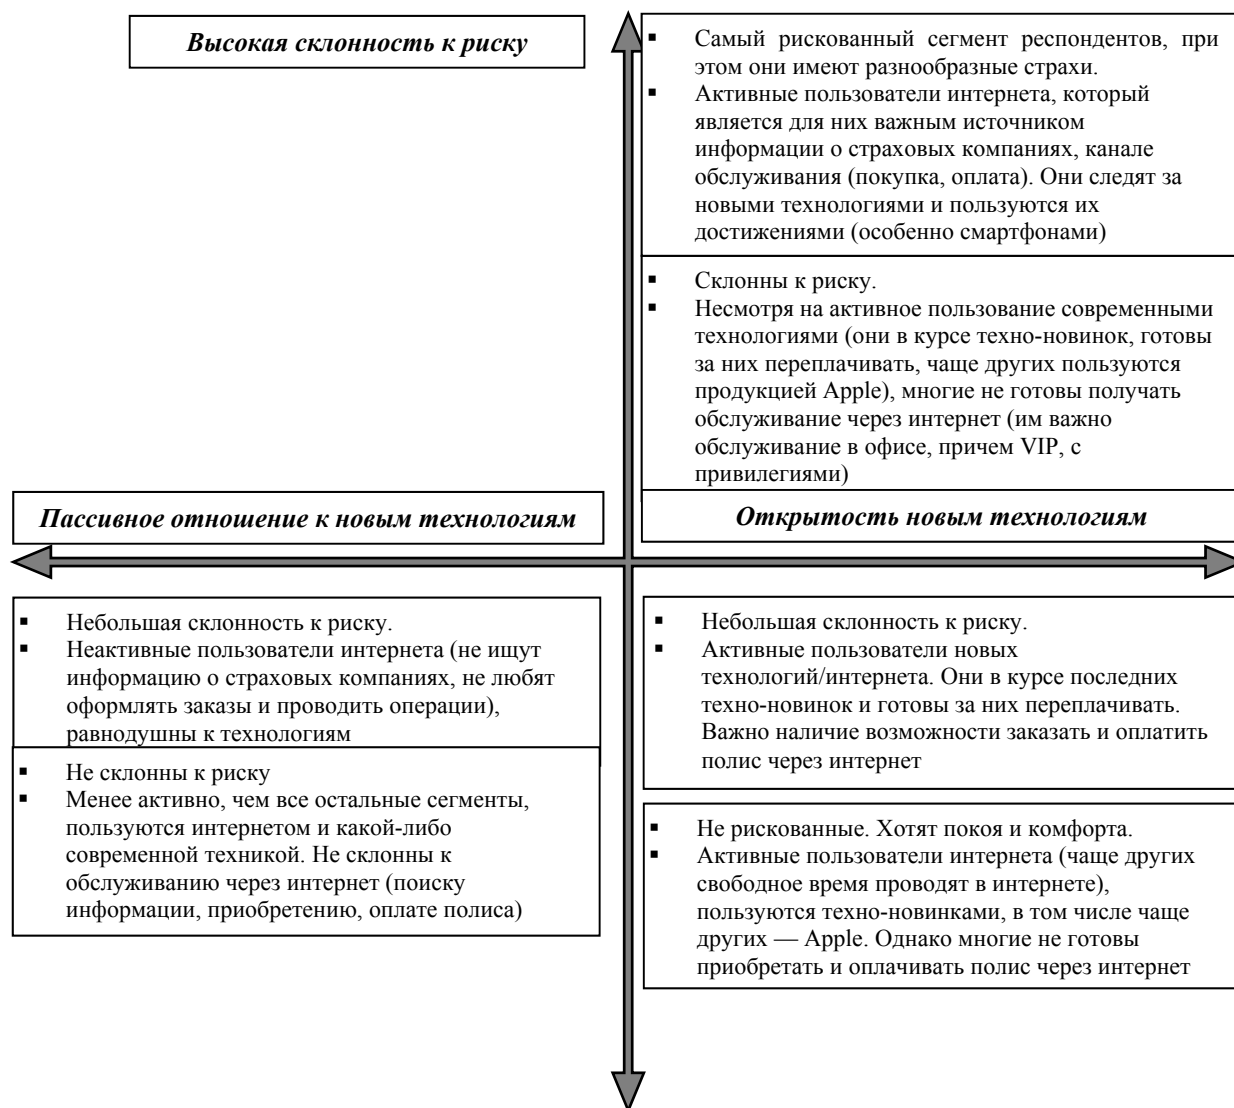 Высокая склонность к риску
▪ Самый рискованный сегмент респондентов, при
этом они имеют разнообразные страхи.
▪ Активные пользователи интернета, который
является для них важным источником
информации о страховых компаниях, канале
обслуживания (покупка, оплата). Они следят за
новыми технологиями и пользуются их
достижениями (особенно смартфонами)
▪ Склонны к риску.
▪ Несмотря на активное пользование современными
технологиями (они в курсе техно-новинок, готовы
за них переплачивать, чаще других пользуются
продукцией Apple), многие не готовы получать
обслуживание через интернет (им важно
обслуживание в офисе, причем VIP, с
привилегиями)
Пассивное отношение к новым технологиям
Открытость новым технологиям
▪ Небольшая склонность к риску.
▪ Неактивные пользователи интернета (не ищут
информацию о страховых компаниях, не любят
оформлять заказы и проводить операции),
равнодушны к технологиям
▪ Не склонны к риску
▪ Менее активно, чем все остальные сегменты,
пользуются интернетом и какой-либо
современной техникой. Не склонны к
обслуживанию через интернет (поиску
информации, приобретению, оплате полиса)
▪ Небольшая склонность к риску.
▪ Активные пользователи новых
технологий/интернета. Они в курсе последних
техно-новинок и готовы за них переплачивать.
Важно наличие возможности заказать и оплатить
полис через интернет
▪ Не рискованные. Хотят покоя и комфорта.
▪ Активные пользователи интернета (чаще других
свободное время проводят в интернете),
пользуются техно-новинками, в том числе чаще
других — Apple. Однако многие не готовы
приобретать и оплачивать полис через интернет